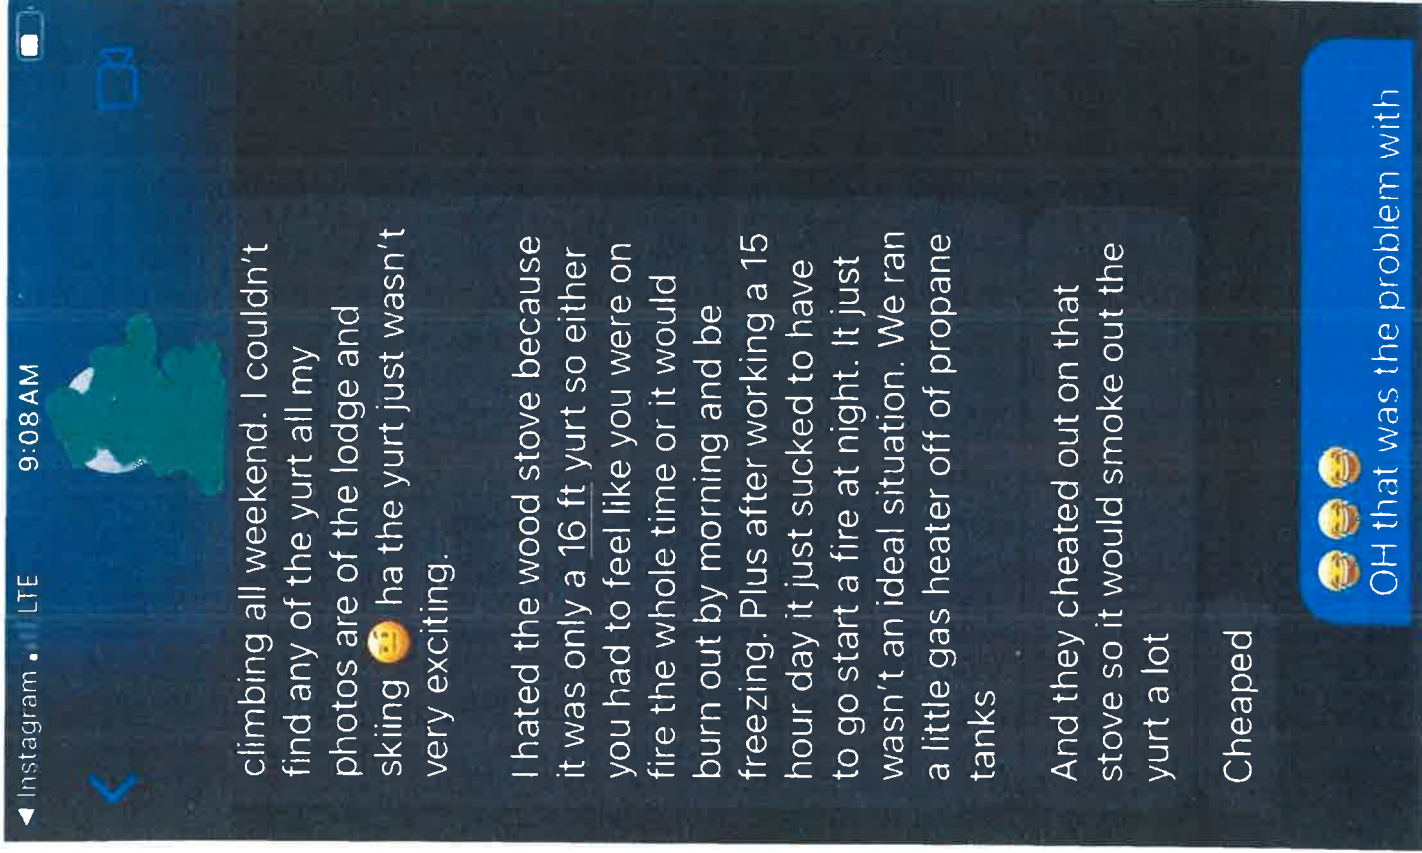 ◀ Instagram LTE 9:08 AM
climbing all weekend. I couldn't
find any of the yurt all my
photos are of the lodge and
skiing 😉 ha the yurt just wasn't
very exciting.
I hated the wood stove because
it was only a 16 ft yurt so either
you had to feel like you were on
fire the whole time or it would
burn out by morning and be
freezing. Plus after working a 15
hour day it just sucked to have
to go start a fire at night. It just
wasn't an ideal situation. We ran
a little gas heater off of propane
tanks
And they cheated out on that
stove so it would smoke out the
yurt a lot
Cheaped
😂😂😂
OH that was the problem with